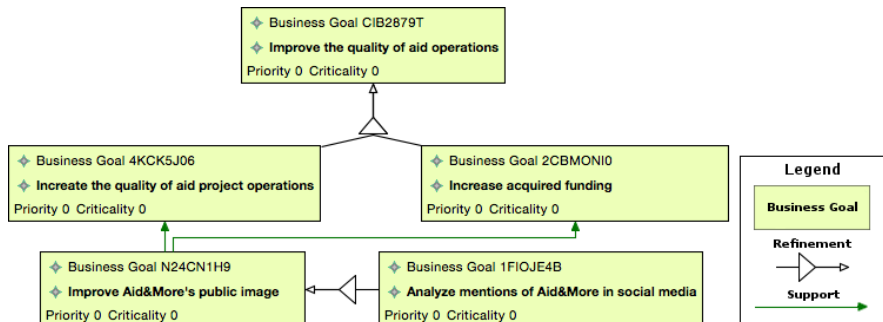 Business Goal CIB2879T
Improve the quality of aid operations
Priority 0 Criticality 0
Business Goal 4KCK5J06
Increate the quality of aid project operations
Priority 0 Criticality 0
Business Goal 2CBMONI0
Increase acquired funding
Priority 0 Criticality 0
Business Goal N24CN1H9
Improve Aid&More's public image
Priority 0 Criticality 0
Business Goal 1FIOJE4B
Analyze mentions of Aid&More in social media
Priority 0 Criticality 0
Legend
Business Goal
Refinement
Support